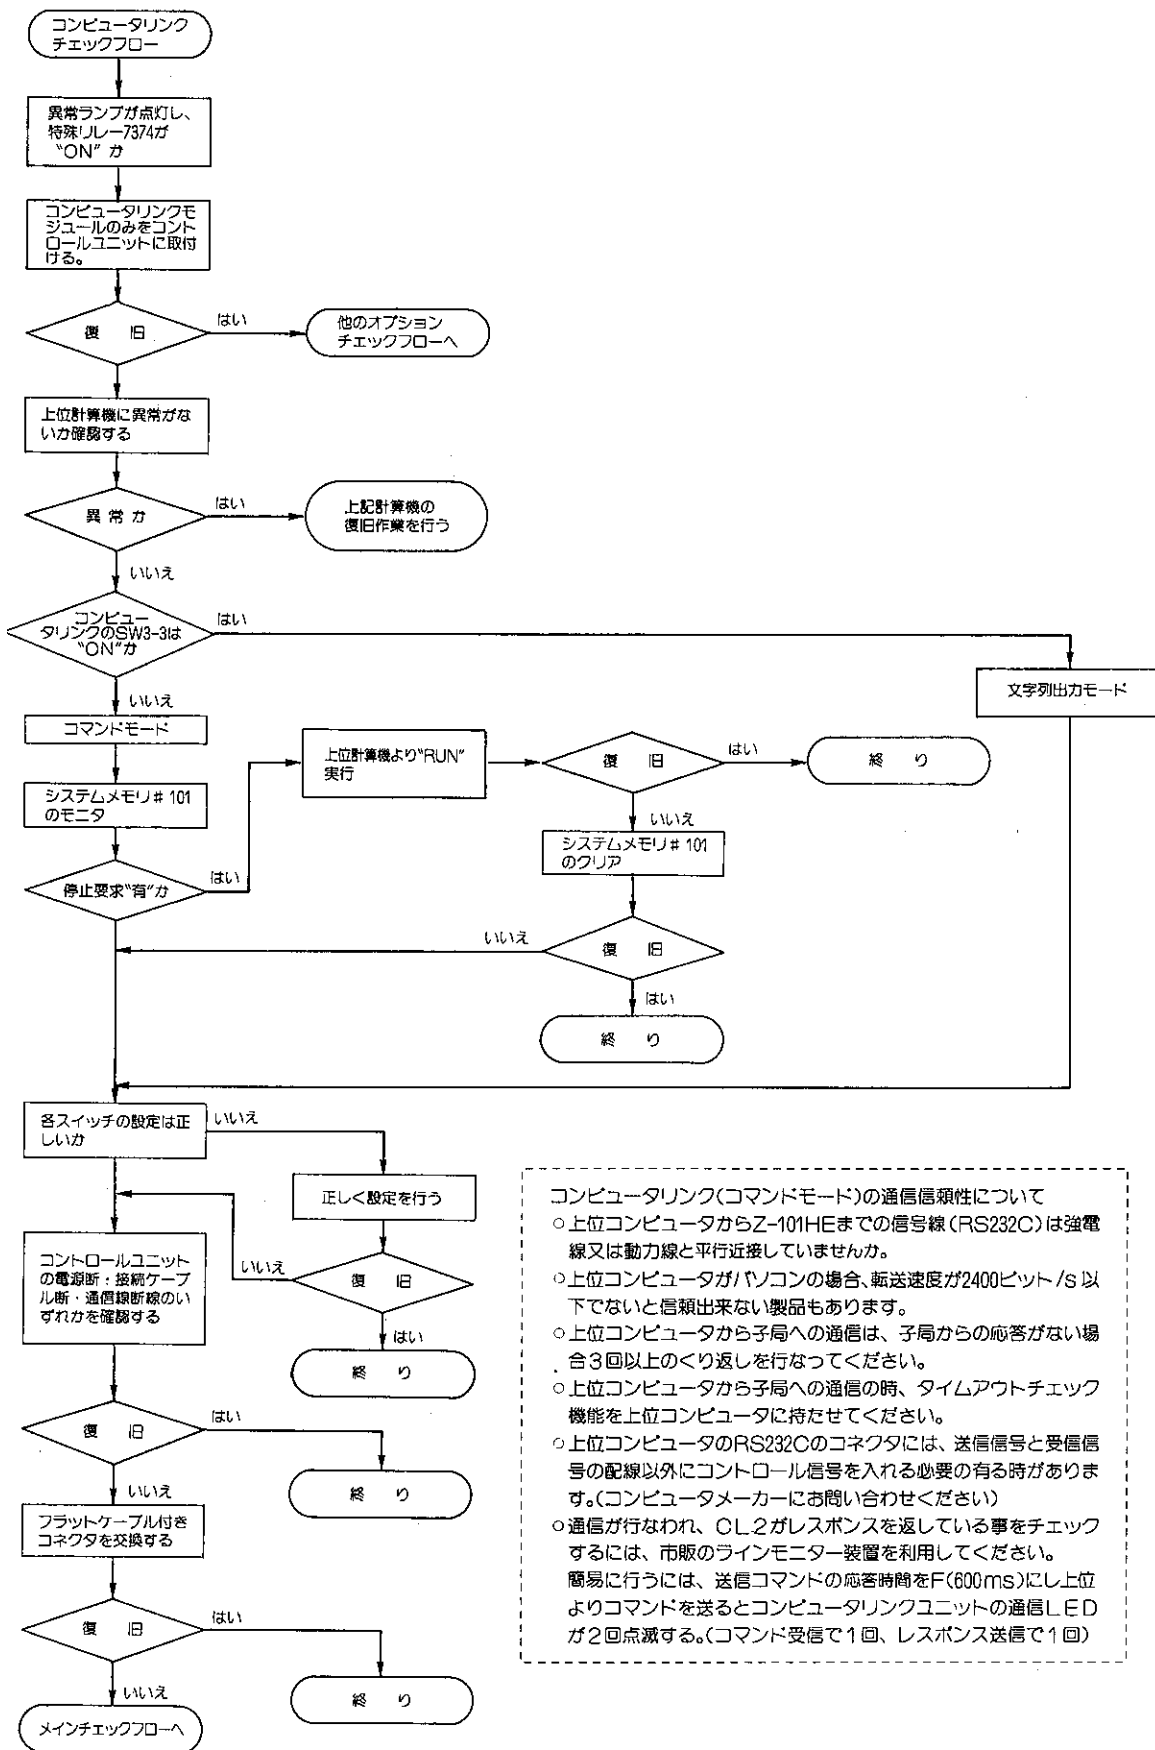 コンピュータリンク
チェックフロー
異常ランプが点灯し、
特殊リレー7374が
“ON” か
コンピュータリンクモ
ジュールのみをコント
ロールユニットに取付
ける。
復 旧
はい
他のオプション
チェックフローへ
上位計算機に異常がな
いか確認する
異 常 か
はい
上記計算機の
復旧作業を行う
いいえ
コンピュー
タリンクのSW3-3は
“ON”か
はい
文字列出力モード
いいえ
コマンドモード
システムメモリ# 101
のモニタ
停止要求“有”か
はい
上位計算機より“RUN”
実行
復 旧
はい
終 り
いいえ
システムメモリ# 101
のクリア
復 旧
いいえ
はい
終 り
各スイッチの設定は正
しいか
いいえ
正しく設定を行う
復 旧
いいえ
はい
終 り
コントロールユニット
の電源断・接続ケーブ
ル断・通信線断線のい
ずれかを確認する
復 旧
はい
終 り
いいえ
フラットケーブル付き
コネクタを交換する
復 旧
はい
終 り
いいえ
メインチェックフローへ
コンピュータリンク(コマンドモード)の通信信頼性について
○上位コンピュータからZ-101HEまでの信号線(RS232C)は強電
線又は動力線と平行近接していませんか。
○上位コンピュータがパソコンの場合、転送速度が2400ビット/s以
下でないと信頼出来ない製品もあります。
○上位コンピュータから子局への通信は、子局からの応答がない場
合3回以上のくり返しを行なってください。
○上位コンピュータから子局への通信の時、タイムアウトチェック
機能を上位コンピュータに持たせてください。
○上位コンピュータのRS232Cのコネクタには、送信信号と受信信
号の配線以外にコントロール信号を入れる必要の有る時がありま
す。(コンピュータメーカーにお問い合わせください)
○通信が行なわれ、CL2がレスポンスを返している事をチェック
するには、市販のラインモニター装置を利用してください。
簡易に行うには、送信コマンドの応答時間をF(600ms)にし上位
よりコマンドを送るとコンピュータリンクユニットの通信LED
が2回点滅する。(コマンド受信で1回、レスポンス送信で1回)